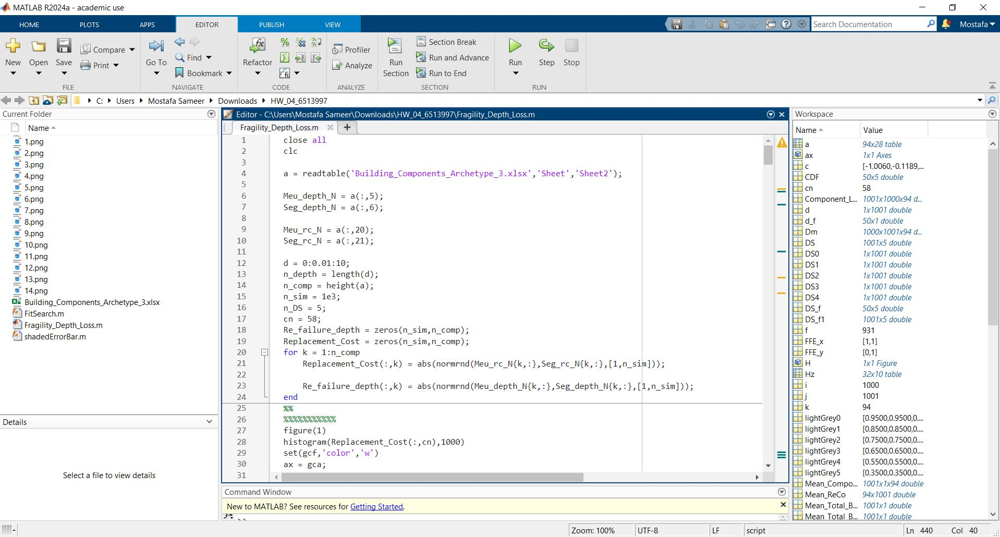 MATLAB R2024a - academic use
HOME PLOTS APPS EDITOR PUBLISH VIEW
Search Documentation
Mostafa
New Open Save Compare Print
Go To Find Bookmark
Refactor
Profiler Analyze
Run Section Section Break Run and Advance Run to End
Run Step Stop
FILE NAVIGATE CODE ANALYZE SECTION RUN
C: Users Mostafa Sameer Downloads HW_04_6513997
Current Folder
Name
1.png
2.png
3.png
4.png
5.png
6.png
7.png
8.png
9.png
10.png
11.png
12.png
13.png
14.png
Building_Components_Archetype_3.xlsx
FitSearch.m
Fragility_Depth_Loss.m
shadedErrorBar.m
Details
Select a file to view details
Editor - C:\Users\Mostafa Sameer\Downloads\HW_04_6513997\Fragility_Depth_Loss.m
Fragility_Depth_Loss.m
1 close all
2 clc
3
4 a = readtable('Building_Components_Archetype_3.xlsx','Sheet','Sheet2');
5
6 Meu_depth_N = a(:,5);
7 Seg_depth_N = a(:,6);
8
9 Meu_rc_N = a(:,20);
10 Seg_rc_N = a(:,21);
11
12 d = 0:0.01:10;
13 n_depth = length(d);
14 n_comp = height(a);
15 n_sim = 1e3;
16 n_DS = 5;
17 cn = 58;
18 Re_failure_depth = zeros(n_sim,n_comp);
19 Replacement_Cost = zeros(n_sim,n_comp);
20 for k = 1:n_comp
21 Replacement_Cost(:,k) = abs(normrnd(Meu_rc_N{k,:},Seg_rc_N{k,:},[1,n_sim]));
22
23 Re_failure_depth(:,k) = abs(normrnd(Meu_depth_N{k,:},Seg_depth_N{k,:},[1,n_sim]));
24 end
25 %%
26 %%%%%%%%%%%
27 figure(1)
28 histogram(Replacement_Cost(:,cn),1000)
29 set(gcf,'color','w')
30 ax = gca;
31
Command Window
New to MATLAB? See resources for Getting Started.
>>
Workspace
Name Value
a 94x28 table
ax 1x1 Axes
c [-1.0060,-0.1189,...
CDF 50x5 double
cn 58
Component_L... 1001x1000x94 d...
d 1x1001 double
d_f 50x1 double
Dm 1000x1001x94 d...
DS 1001x5 double
DS0 1x1001 double
DS1 1x1001 double
DS2 1x1001 double
DS3 1x1001 double
DS4 1x1001 double
DS_f 50x5 double
DS_f1 1001x5 double
f 931
FFE_x [1,1]
FFE_y [0,1]
H 1x1 Figure
Hz 32x10 table
i 1000
j 1001
k 94
lightGrey0 [0.9500,0.9500,0....
lightGrey1 [0.8500,0.8500,0....
lightGrey2 [0.7500,0.7500,0....
lightGrey3 [0.6500,0.6500,0....
lightGrey4 [0.5500,0.5500,0....
lightGrey5 [0.3500,0.3500,0....
Mean_Compo... 1001x1x94 double
Mean_ReCo 94x1001 double
Mean_Total_B... 1001x1 double
Mean_Total_B... 1001x1 double
Zoom: 100% UTF-8 LF script Ln 440 Col 40